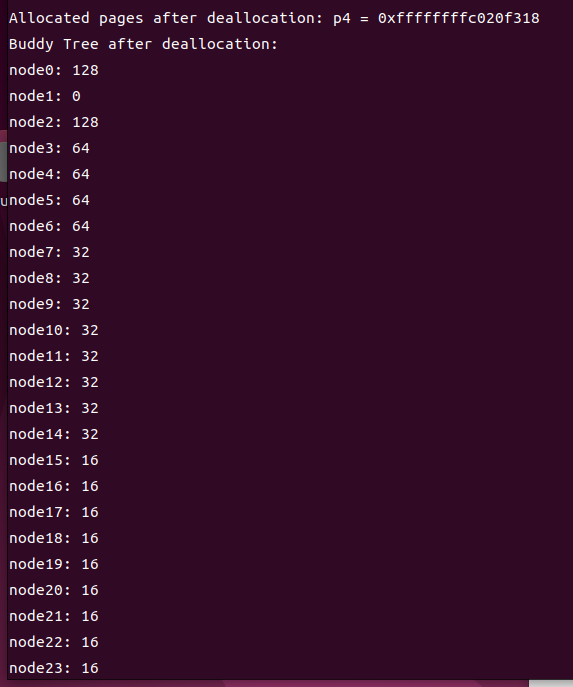 Allocated pages after deallocation: p4 = 0xffffffffc020f318
Buddy Tree after deallocation:
node0: 128
node1: 0
node2: 128
node3: 64
node4: 64
node5: 64
node6: 64
node7: 32
node8: 32
node9: 32
node10: 32
node11: 32
node12: 32
node13: 32
node14: 32
node15: 16
node16: 16
node17: 16
node18: 16
node19: 16
node20: 16
node21: 16
node22: 16
node23: 16